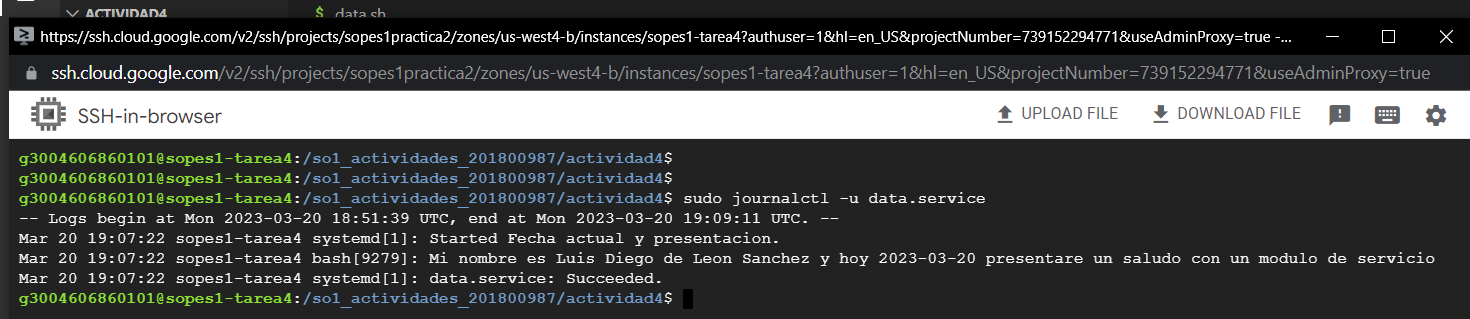 ACTIVIDAD4
$ data.sh
https://ssh.cloud.google.com/v2/ssh/projects/sopes1practica2/zones/us-west4-b/instances/sopes1-tarea4?authuser=1&hl=en_US&projectNumber=739152294771&useAdminProxy=true -...
ssh.cloud.google.com/v2/ssh/projects/sopes1practica2/zones/us-west4-b/instances/sopes1-tarea4?authuser=1&hl=en_US&projectNumber=739152294771&useAdminProxy=true
SSH-in-browser
UPLOAD FILE
DOWNLOAD FILE
g3004606860101@sopes1-tarea4:/so1_actividades_201800987/actividad4$
g3004606860101@sopes1-tarea4:/so1_actividades_201800987/actividad4$
g3004606860101@sopes1-tarea4:/so1_actividades_201800987/actividad4$ sudo journalctl -u data.service
-- Logs begin at Mon 2023-03-20 18:51:39 UTC, end at Mon 2023-03-20 19:09:11 UTC. --
Mar 20 19:07:22 sopes1-tarea4 systemd[1]: Started Fecha actual y presentacion.
Mar 20 19:07:22 sopes1-tarea4 bash[9279]: Mi nombre es Luis Diego de Leon Sanchez y hoy 2023-03-20 presentare un saludo con un modulo de servicio
Mar 20 19:07:22 sopes1-tarea4 systemd[1]: data.service: Succeeded.
g3004606860101@sopes1-tarea4:/so1_actividades_201800987/actividad4$